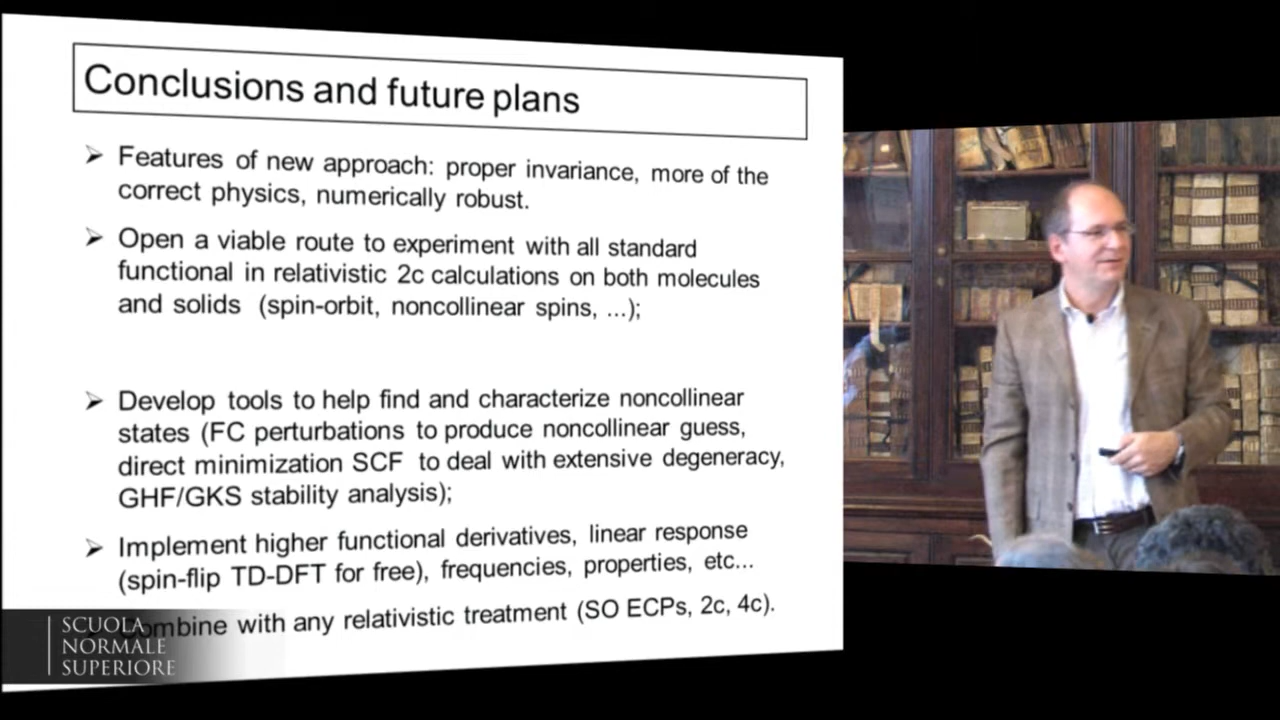 Conclusions and future plans
➢ Features of new approach: proper invariance, more of the
correct physics, numerically robust.
➢ Open a viable route to experiment with all standard
functional in relativistic 2c calculations on both molecules
and solids (spin-orbit, noncollinear spins, ...);
➢ Develop tools to help find and characterize noncollinear
states (FC perturbations to produce noncollinear guess,
direct minimization SCF to deal with extensive degeneracy,
GHF/GKS stability analysis);
➢ Implement higher functional derivatives, linear response
(spin-flip TD-DFT for free), frequencies, properties, etc...
Combine with any relativistic treatment (SO ECPs, 2c, 4c).
SCUOLA
NORMALE
SUPERIORE